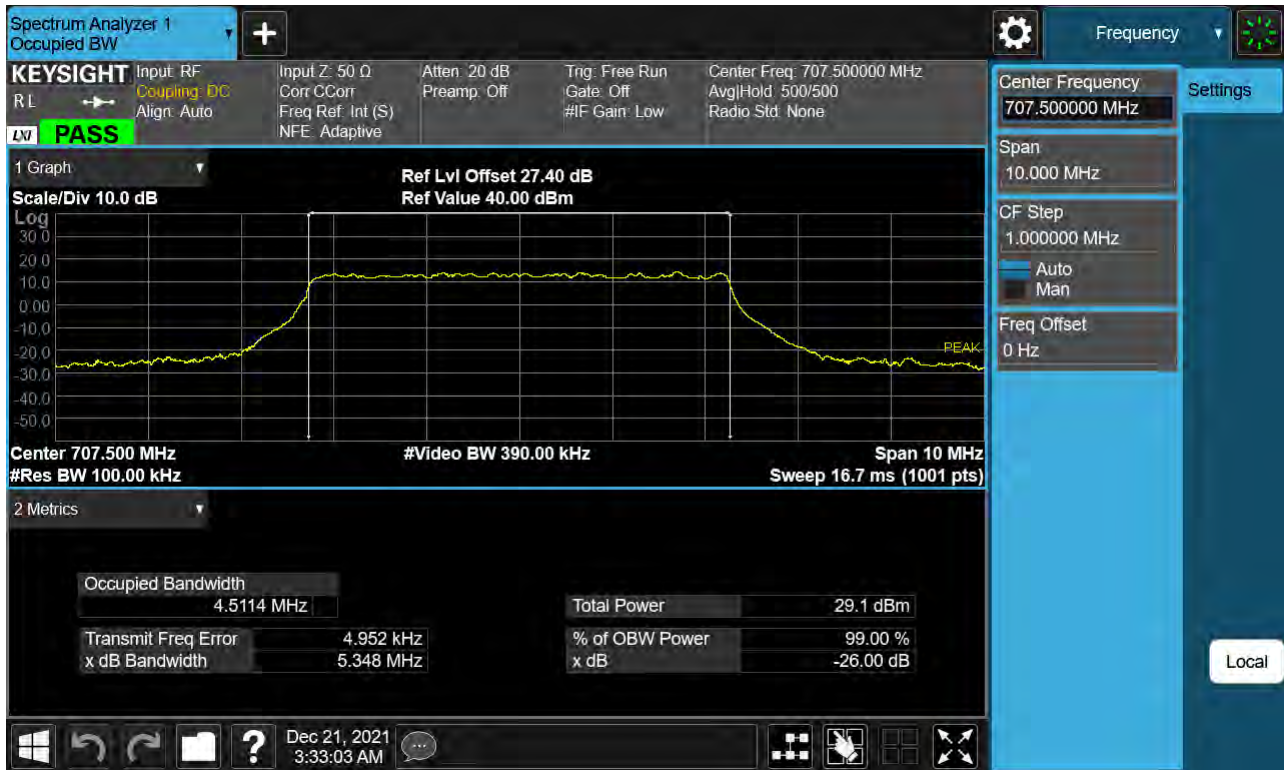 Spectrum Analyzer 1
Occupied BW
Frequency
KEYSIGHT Input: RF Input Z: 50 Ω Atten: 20 dB Trig: Free Run Center Freq: 707.500000 MHz
RL Coupling: DC Corr CCorr Preamp: Off Gate: Off Avg|Hold: 500/500
Align: Auto Freq Ref: Int (S) #IF Gain: Low Radio Std: None
LXI PASS NFE: Adaptive
Center Frequency
707.500000 MHz
Settings
Span
10.000 MHz
CF Step
1.000000 MHz
Auto
Man
Freq Offset
0 Hz
Local
1 Graph
Ref Lvl Offset 27.40 dB
Scale/Div 10.0 dB Ref Value 40.00 dBm
Log
30.0
20.0
10.0
0.00
-10.0
-20.0
PEAK
-30.0
-40.0
-50.0
Center 707.500 MHz #Video BW 390.00 kHz Span 10 MHz
#Res BW 100.00 kHz Sweep 16.7 ms (1001 pts)
2 Metrics
Occupied Bandwidth
4.5114 MHz Total Power 29.1 dBm
Transmit Freq Error 4.952 kHz % of OBW Power 99.00 %
x dB Bandwidth 5.348 MHz x dB -26.00 dB
? Dec 21, 2021
3:33:03 AM